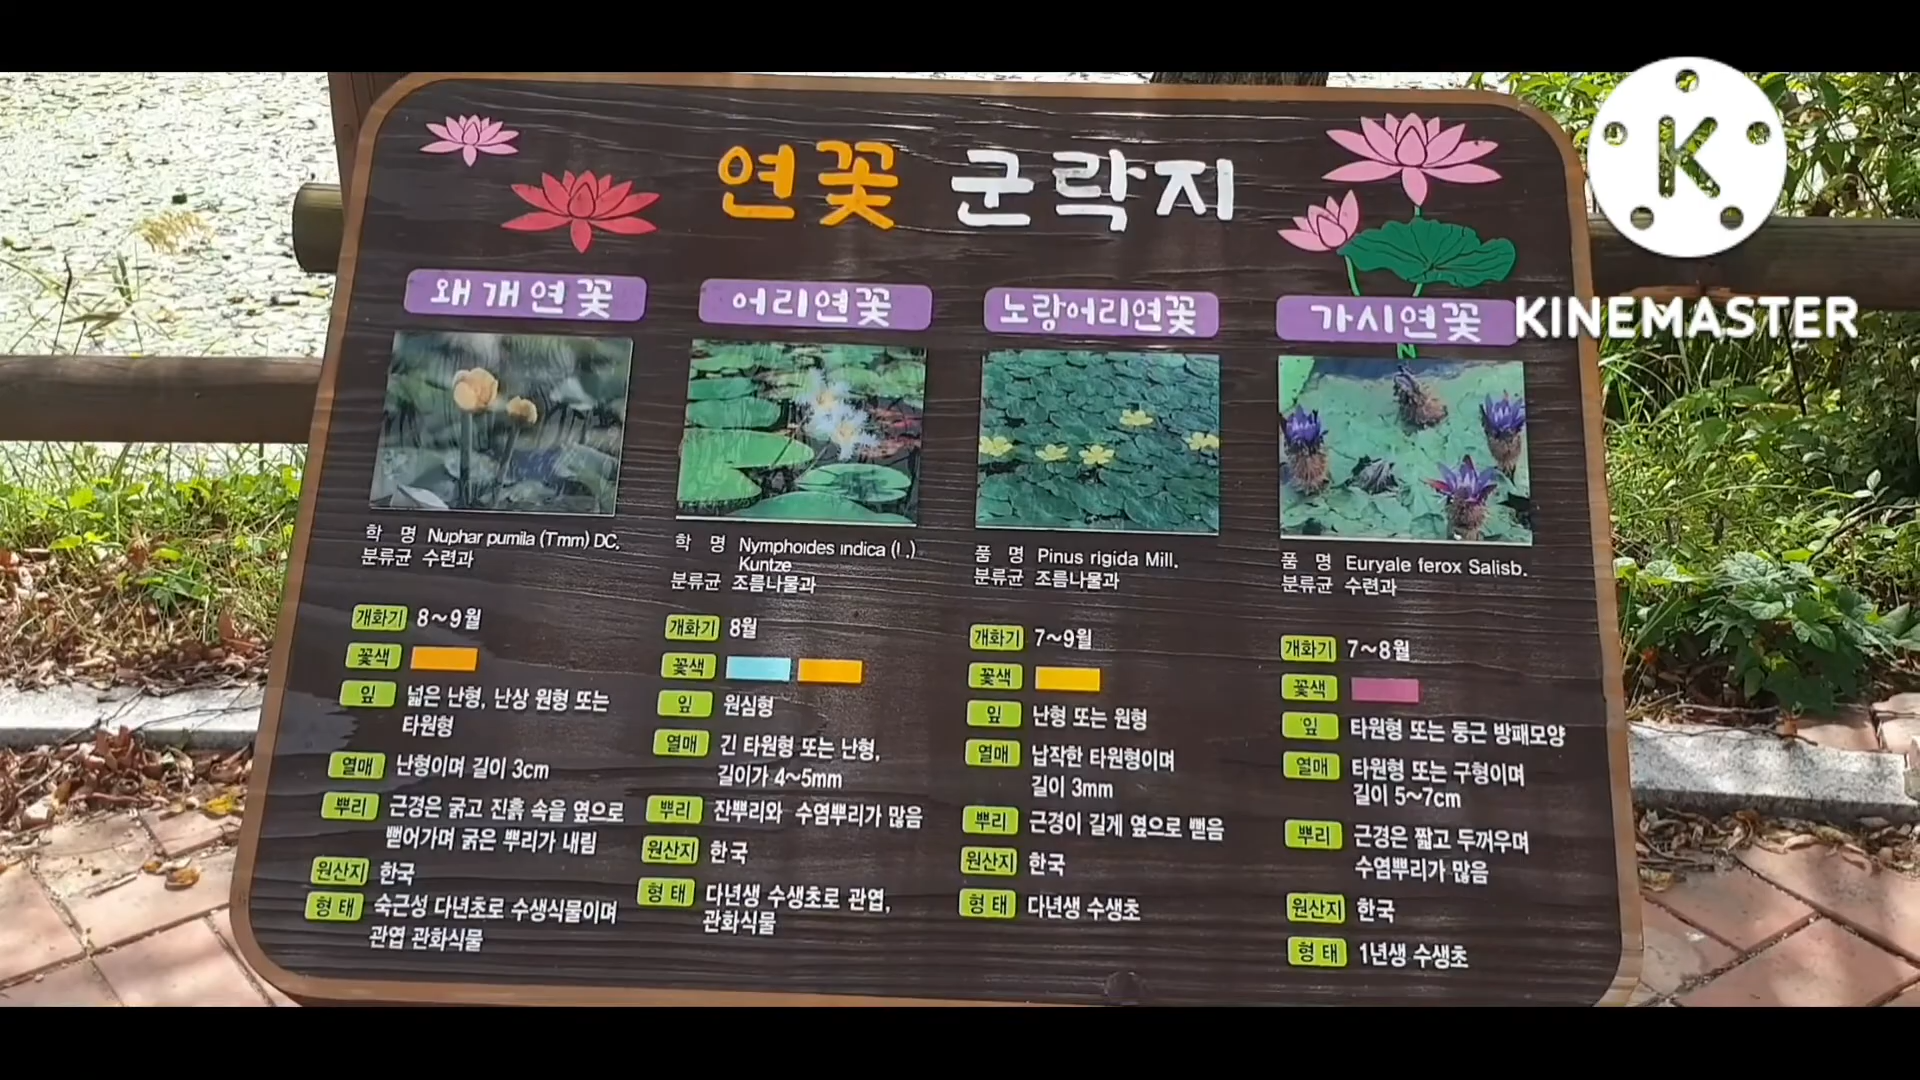 연꽃 군락지
K
KINEMASTER
왜개연꽃
학 명 Nuphar pumila (Timm) DC.
분류균 수련과
개화기 8~9월
꽃색
잎 넓은 난형, 난상 원형 또는
타원형
열매 난형이며 길이 3cm
뿌리 근경은 굵고 진흙 속을 옆으로
뻗어가며 굵은 뿌리가 내림
원산지 한국
형태 숙근성 다년초로 수생식물이며
관엽 관화식물
어리연꽃
학 명 Nymphoides indica (L.)
Kuntze
분류균 조름나물과
개화기 8월
꽃색
잎 원심형
열매 긴 타원형 또는 난형,
길이가 4~5mm
뿌리 잔뿌리와 수염뿌리가 많음
원산지 한국
형태 다년생 수생초로 관엽,
관화식물
노랑어리연꽃
품 명 Pinus rigida Mill.
분류균 조름나물과
개화기 7~9월
꽃색
잎 난형 또는 원형
열매 납작한 타원형이며
길이 3mm
뿌리 근경이 길게 옆으로 뻗음
원산지 한국
형태 다년생 수생초
가시연꽃
품 명 Euryale ferox Salisb.
분류균 수련과
개화기 7~8월
꽃색
잎 타원형 또는 둥근 방패모양
열매 타원형 또는 구형이며
길이 5~7cm
뿌리 근경은 짧고 두꺼우며
수염뿌리가 많음
원산지 한국
형태 1년생 수생초